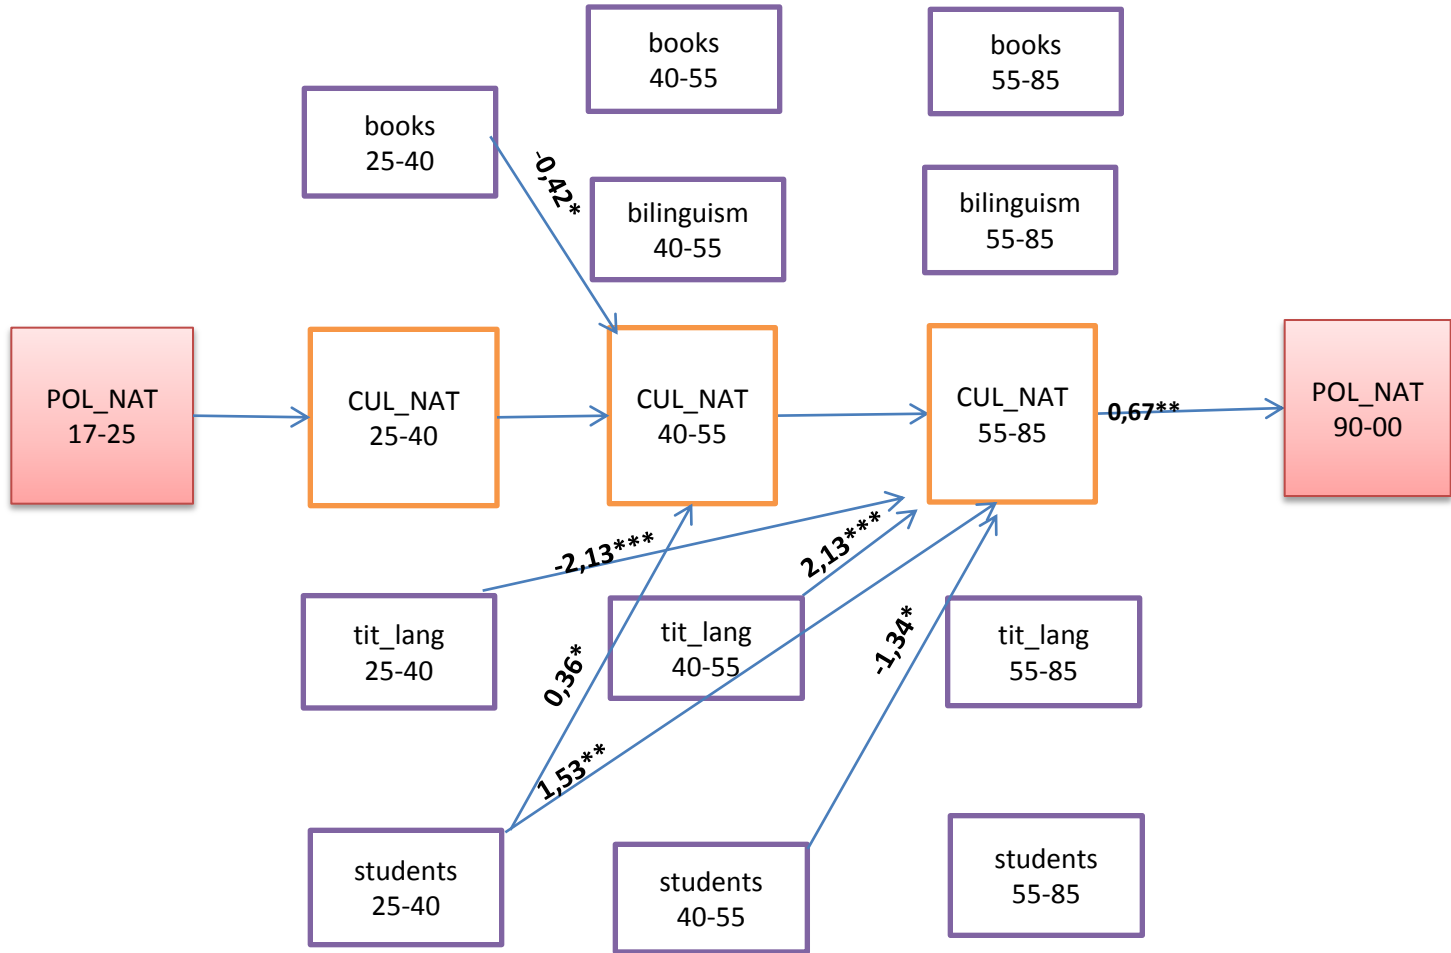 books
40-55
books
55-85
books
25-40
-0,42*
bilinguism
40-55
bilinguism
55-85
POL_NAT
17-25
CUL_NAT
25-40
CUL_NAT
40-55
CUL_NAT
55-85
0,67**
POL_NAT
90-00
-2,13***
2,13***
tit_lang
25-40
0,36*
tit_lang
40-55
-1,34*
tit_lang
55-85
1,53**
students
25-40
students
40-55
students
55-85